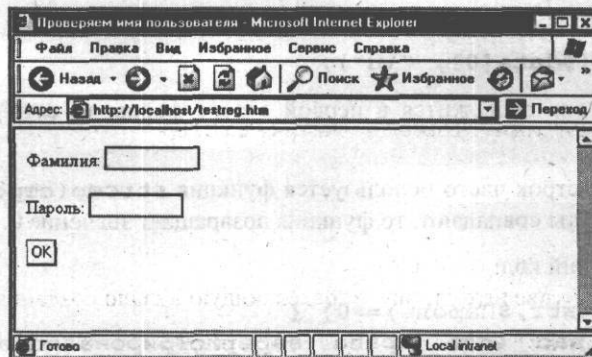 Проверяем имя пользователя - Microsoft Internet Explorer
Файл Правка Вид Избранное Сервис Справка
Назад Поиск Избранное »
Адрес: http://localhost/testreg.htm Переход
Фамилия:
Пароль:
OK
Готово Local intranet